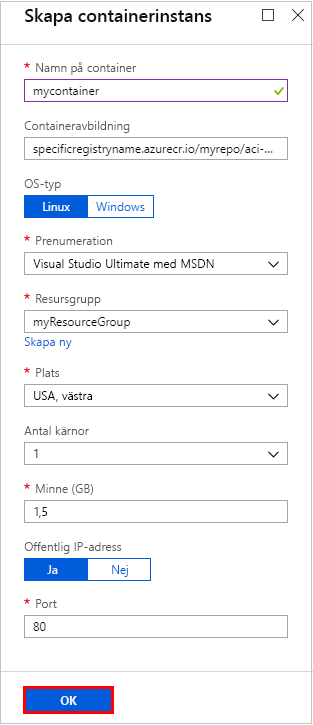 Skapa containerinstans
* Namn på container
mycontainer
Containeravbildning
specificregistryname.azurecr.io/myrepo/aci-...
OS-typ
Linux Windows
* Prenumeration
Visual Studio Ultimate med MSDN
* Resursgrupp
myResourceGroup
Skapa ny
* Plats
USA, västra
Antal kärnor
1
* Minne (GB)
1,5
Offentlig IP-adress
Ja Nej
* Port
80
OK